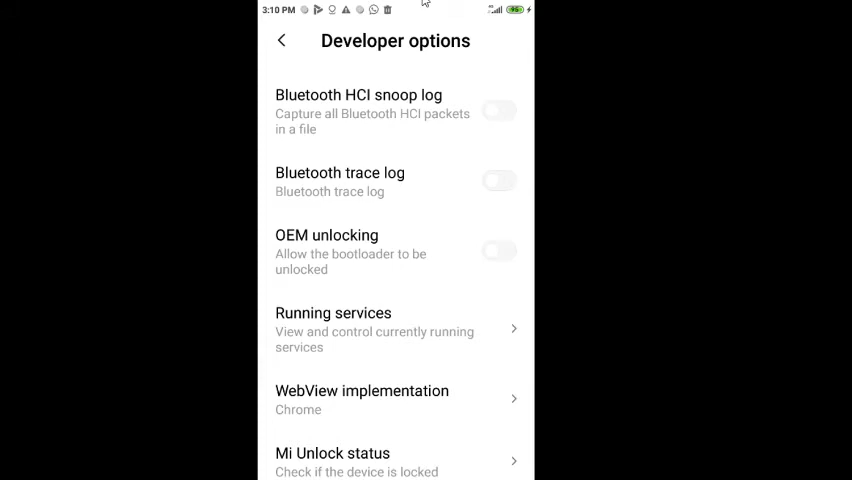 3:10 PM
96
Developer options
Bluetooth HCI snoop log
Capture all Bluetooth HCI packets
in a file
Bluetooth trace log
Bluetooth trace log
OEM unlocking
Allow the bootloader to be
unlocked
Running services
View and control currently running
services
WebView implementation
Chrome
Mi Unlock status
Check if the device is locked